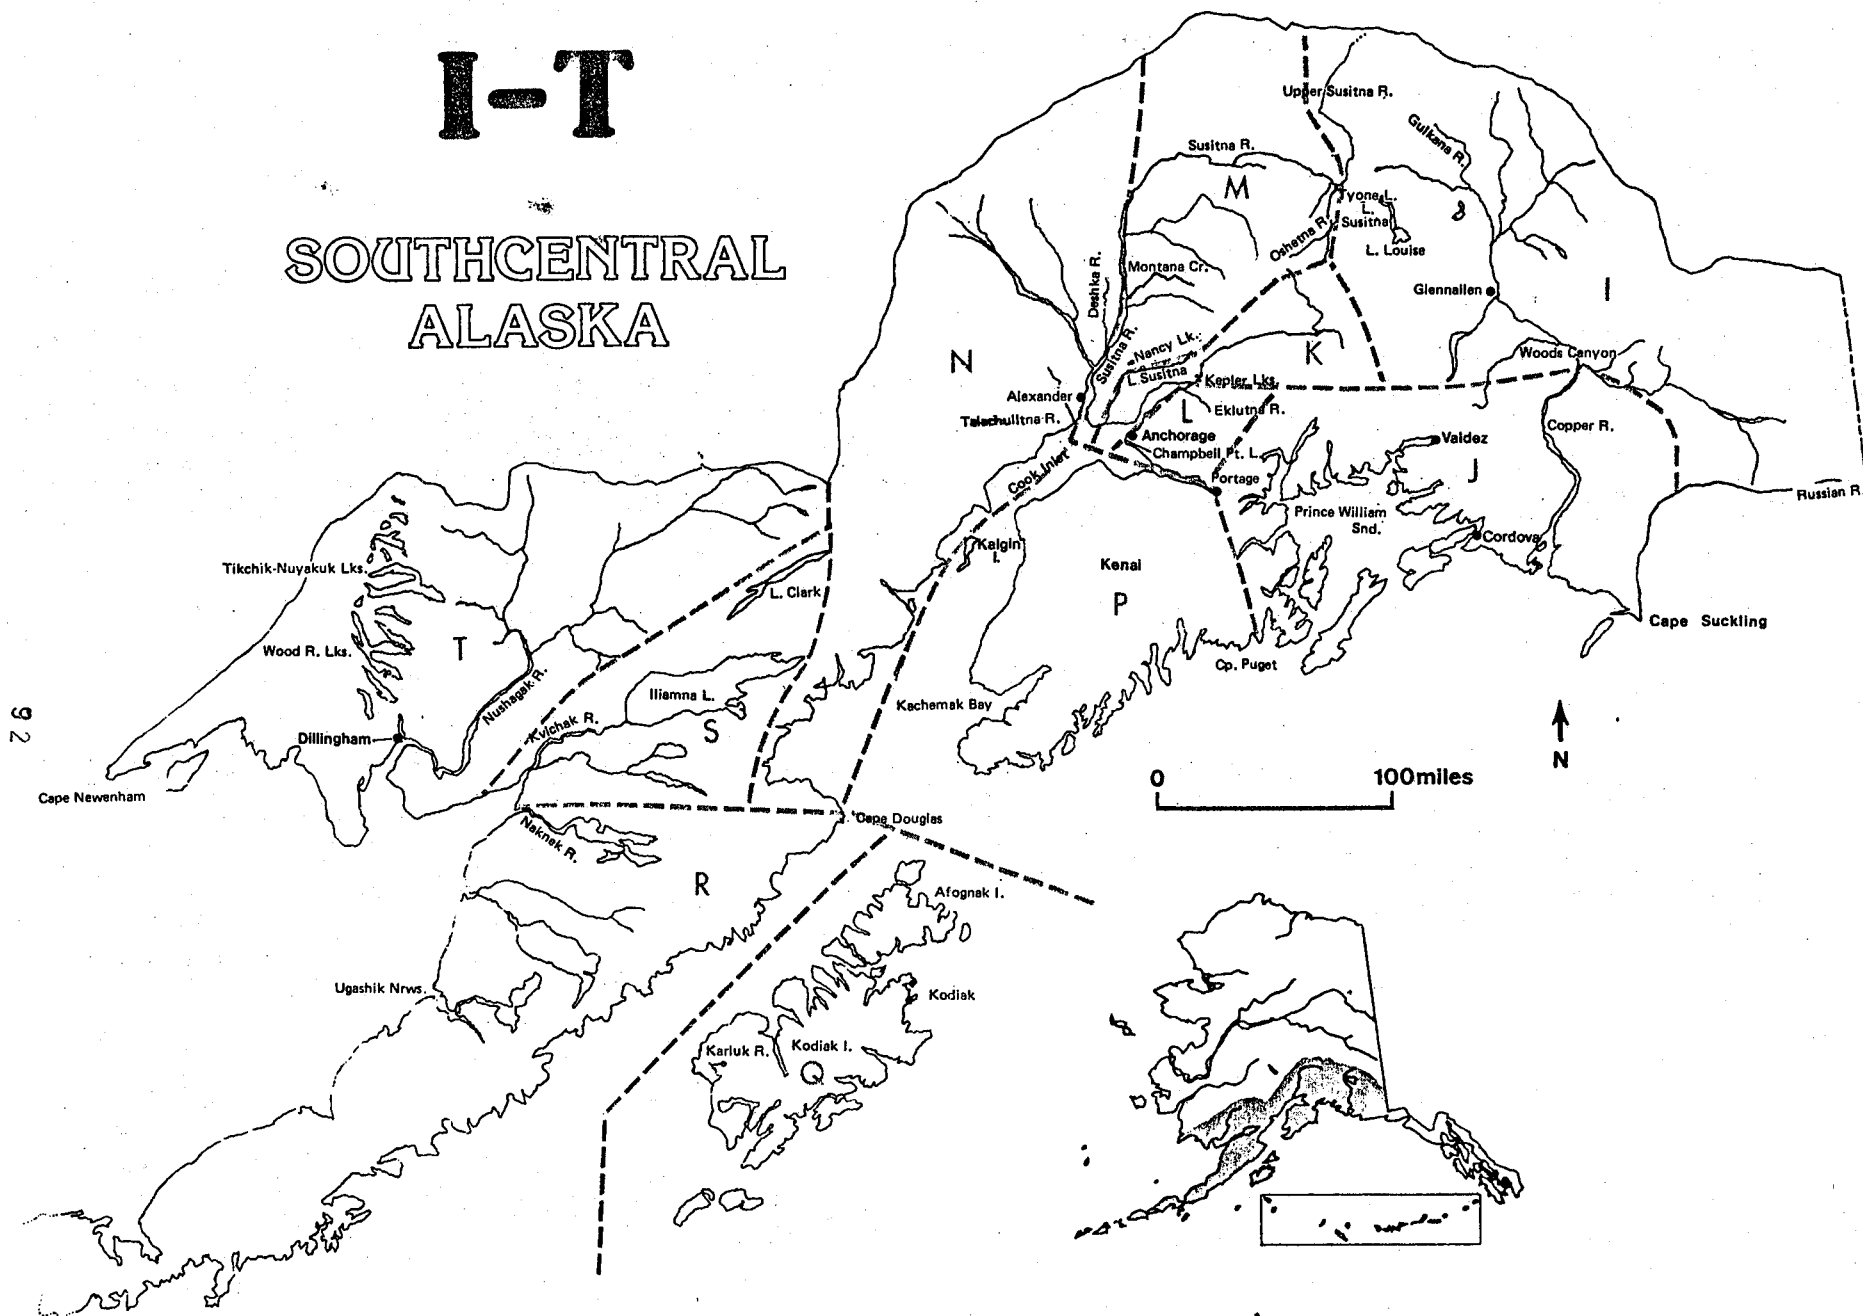 I-T
SOUTHCENTRAL
ALASKA
Upper Susitna R.
Gulkana R.
Susitna R.
M
Tyone L.
L.
Susitna
Oshetna R.
L. Louise
Deshka R.
Montana Cr.
Glennallen
I
N
Susitna R.
Nancy Lk.
K
Woods Canyon
L. Susitna
Kepler Lks.
Alexander
L
Eklutna R.
Talachulitna R.
Copper R.
Anchorage
Valdez
Champbell Pt. L.
Cook Inlet
Portage
J
Russian R.
Prince William
Snd.
Cordova
Kalgin
I.
Kenai
P
Tikchik-Nuyakuk Lks.
L. Clark
Cape Suckling
Wood R. Lks.
T
Cp. Puget
Nushagak R.
Iliamna L.
Kachemak Bay
S
Kvichak R.
Dillingham
92
N
0 100miles
Cape Newenham
Cape Douglas
Naknek R.
R
Afognak I.
Ugashik Nrws.
Kodiak
Karluk R.
Kodiak I.
Q